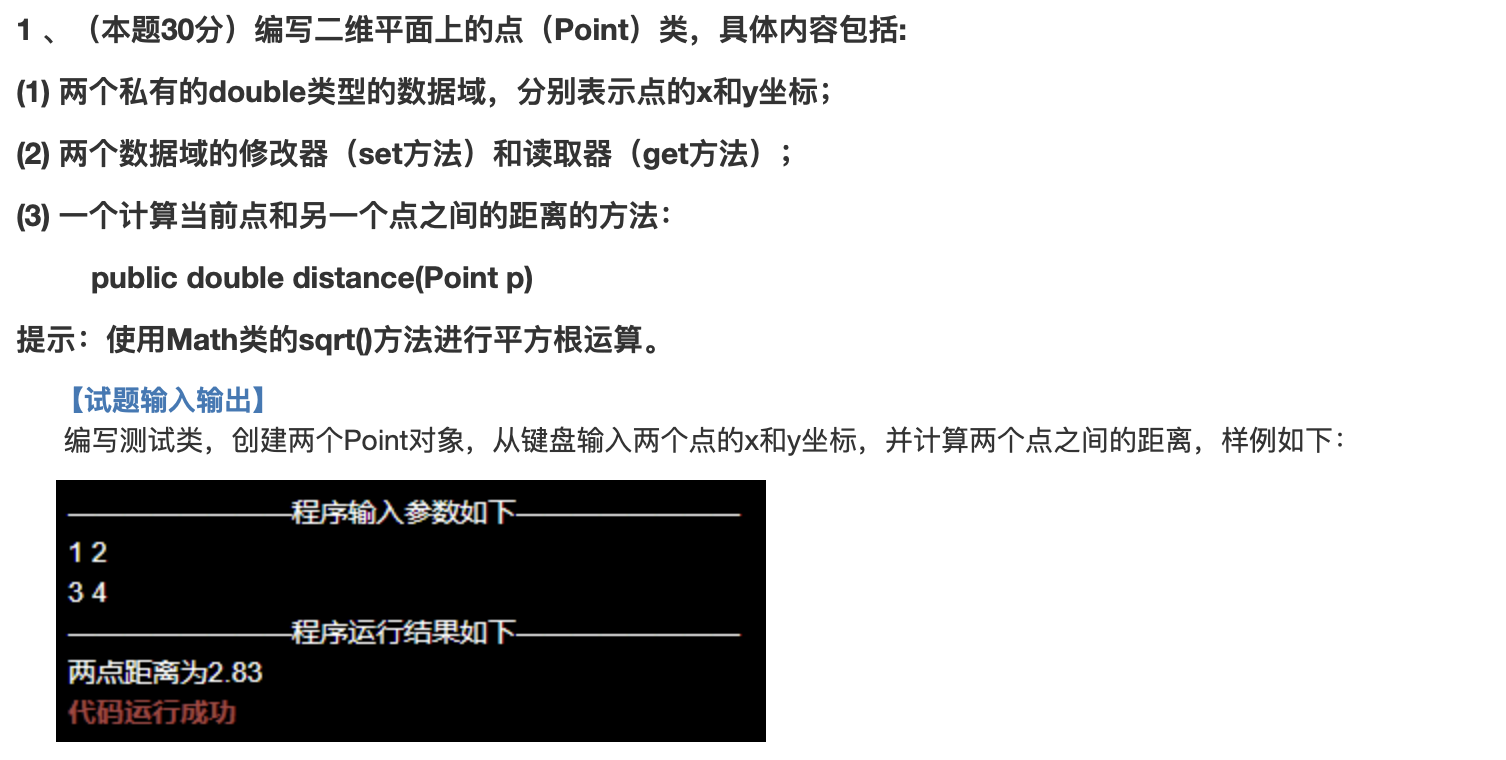 1 、（本题30分）编写二维平面上的点（Point）类，具体内容包括:
(1) 两个私有的double类型的数据域，分别表示点的x和y坐标；
(2) 两个数据域的修改器（set方法）和读取器（get方法）；
(3) 一个计算当前点和另一个点之间的距离的方法：
public double distance(Point p)
提示：使用Math类的sqrt()方法进行平方根运算。
【试题输入输出】
编写测试类，创建两个Point对象，从键盘输入两个点的x和y坐标，并计算两个点之间的距离，样例如下：
————————程序输入参数如下————————
1 2
3 4
————————程序运行结果如下————————
两点距离为2.83
代码运行成功